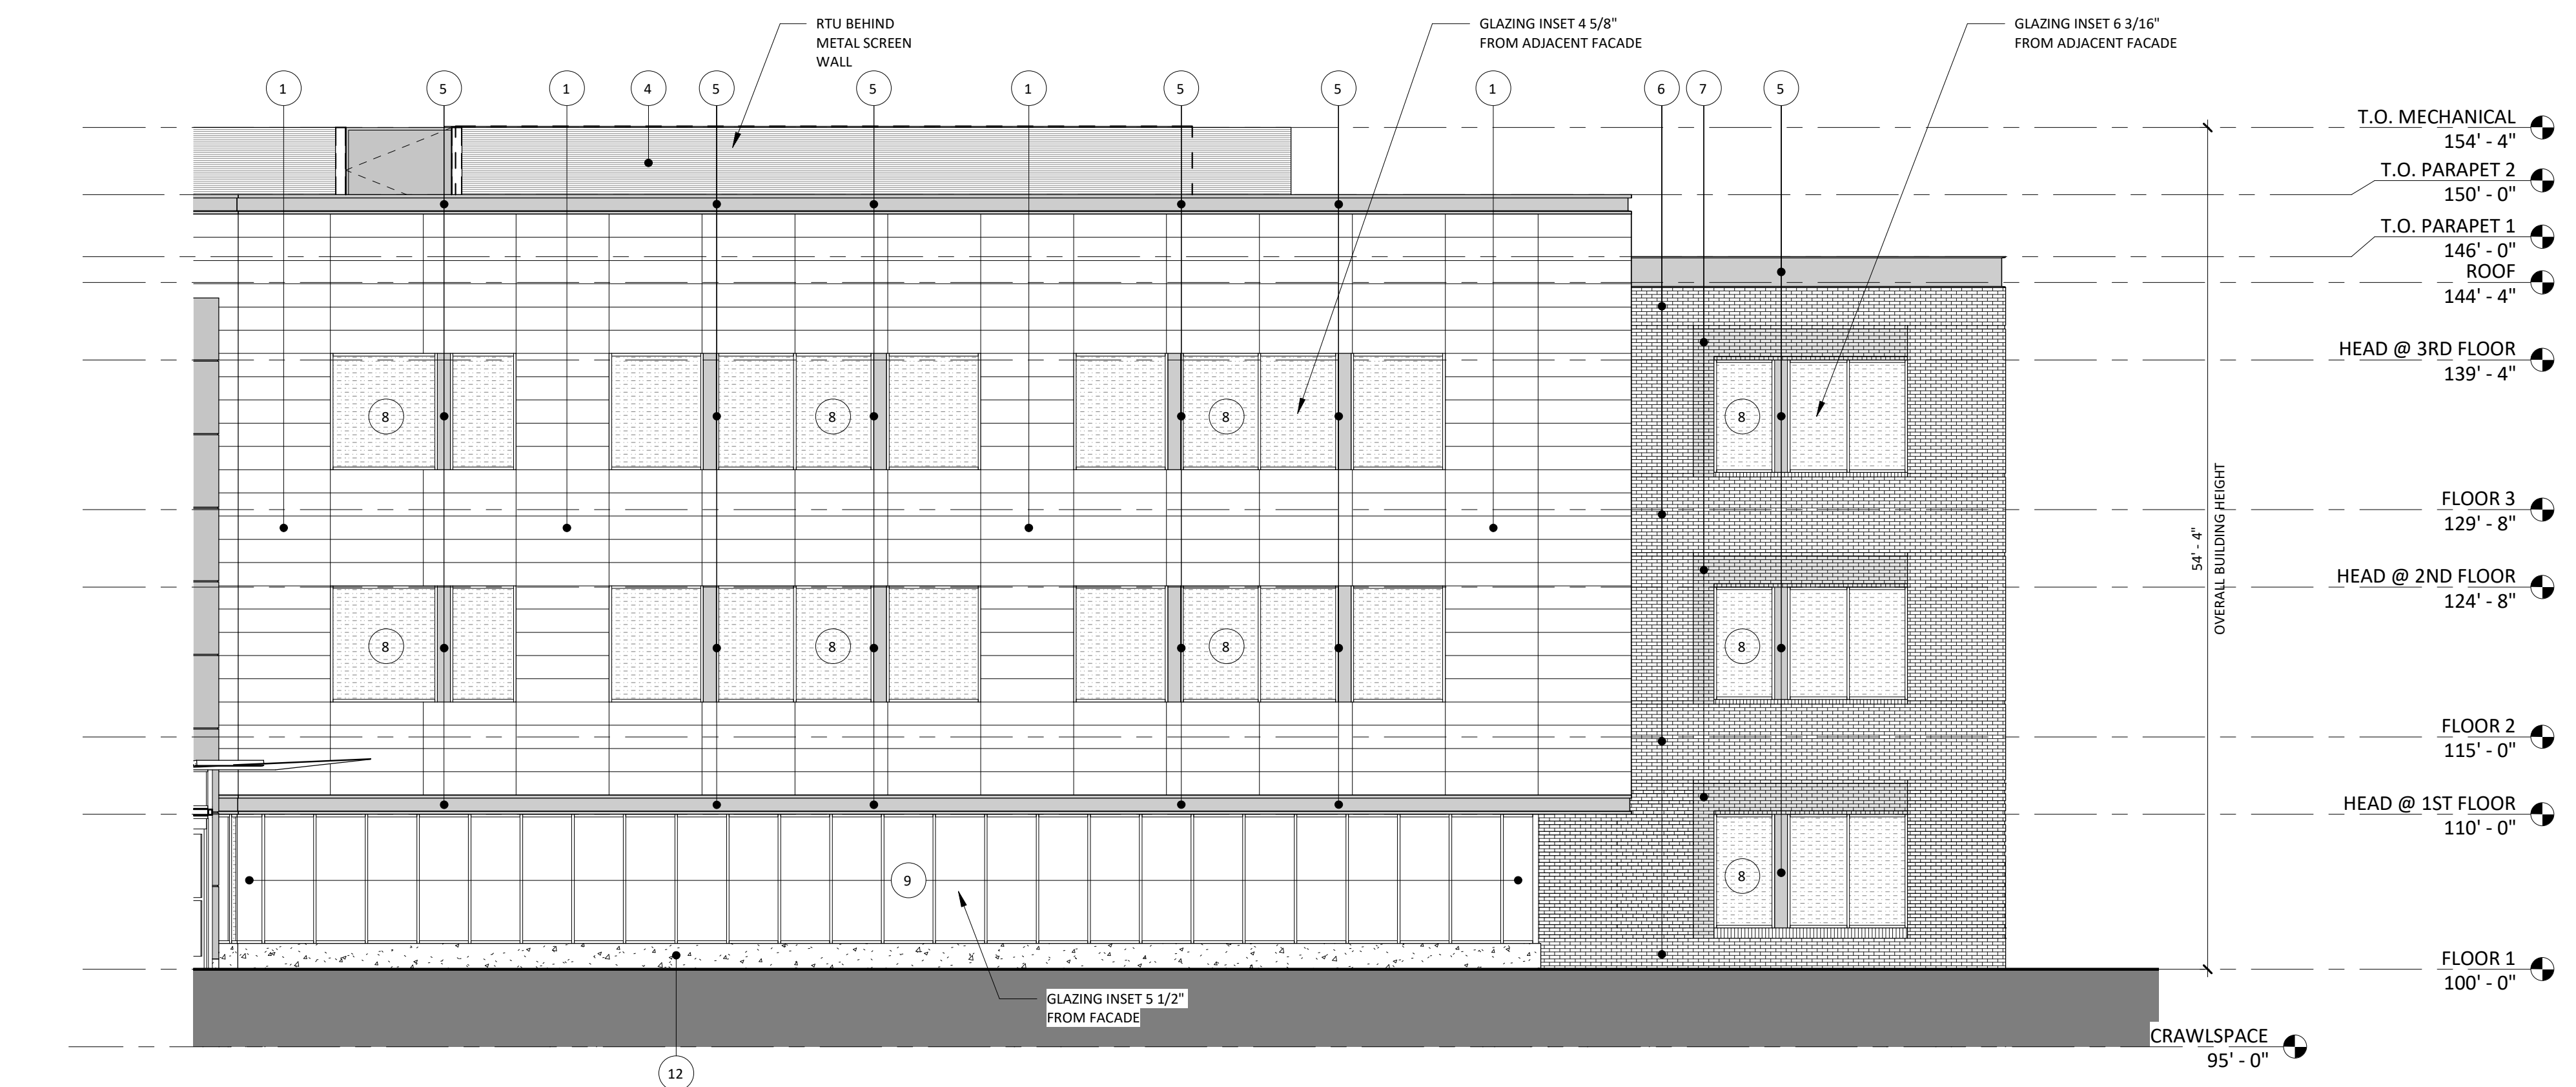 RTU BEHIND
METAL SCREEN
WALL
GLAZING INSET 4 5/8"
FROM ADJACENT FACADE
GLAZING INSET 6 3/16"
FROM ADJACENT FACADE
1
5
1
4
5
5
1
5
5
1
6
7
5
T.O. MECHANICAL
154' - 4"
T.O. PARAPET 2
150' - 0"
T.O. PARAPET 1
146' - 0"
ROOF
144' - 4"
HEAD @ 3RD FLOOR
139' - 4"
8
8
8
8
FLOOR 3
129' - 8"
54' - 4"
OVERALL BUILDING HEIGHT
HEAD @ 2ND FLOOR
124' - 8"
8
8
8
8
FLOOR 2
115' - 0"
HEAD @ 1ST FLOOR
110' - 0"
9
8
FLOOR 1
100' - 0"
GLAZING INSET 5 1/2"
FROM FACADE
CRAWLSPACE
95' - 0"
12